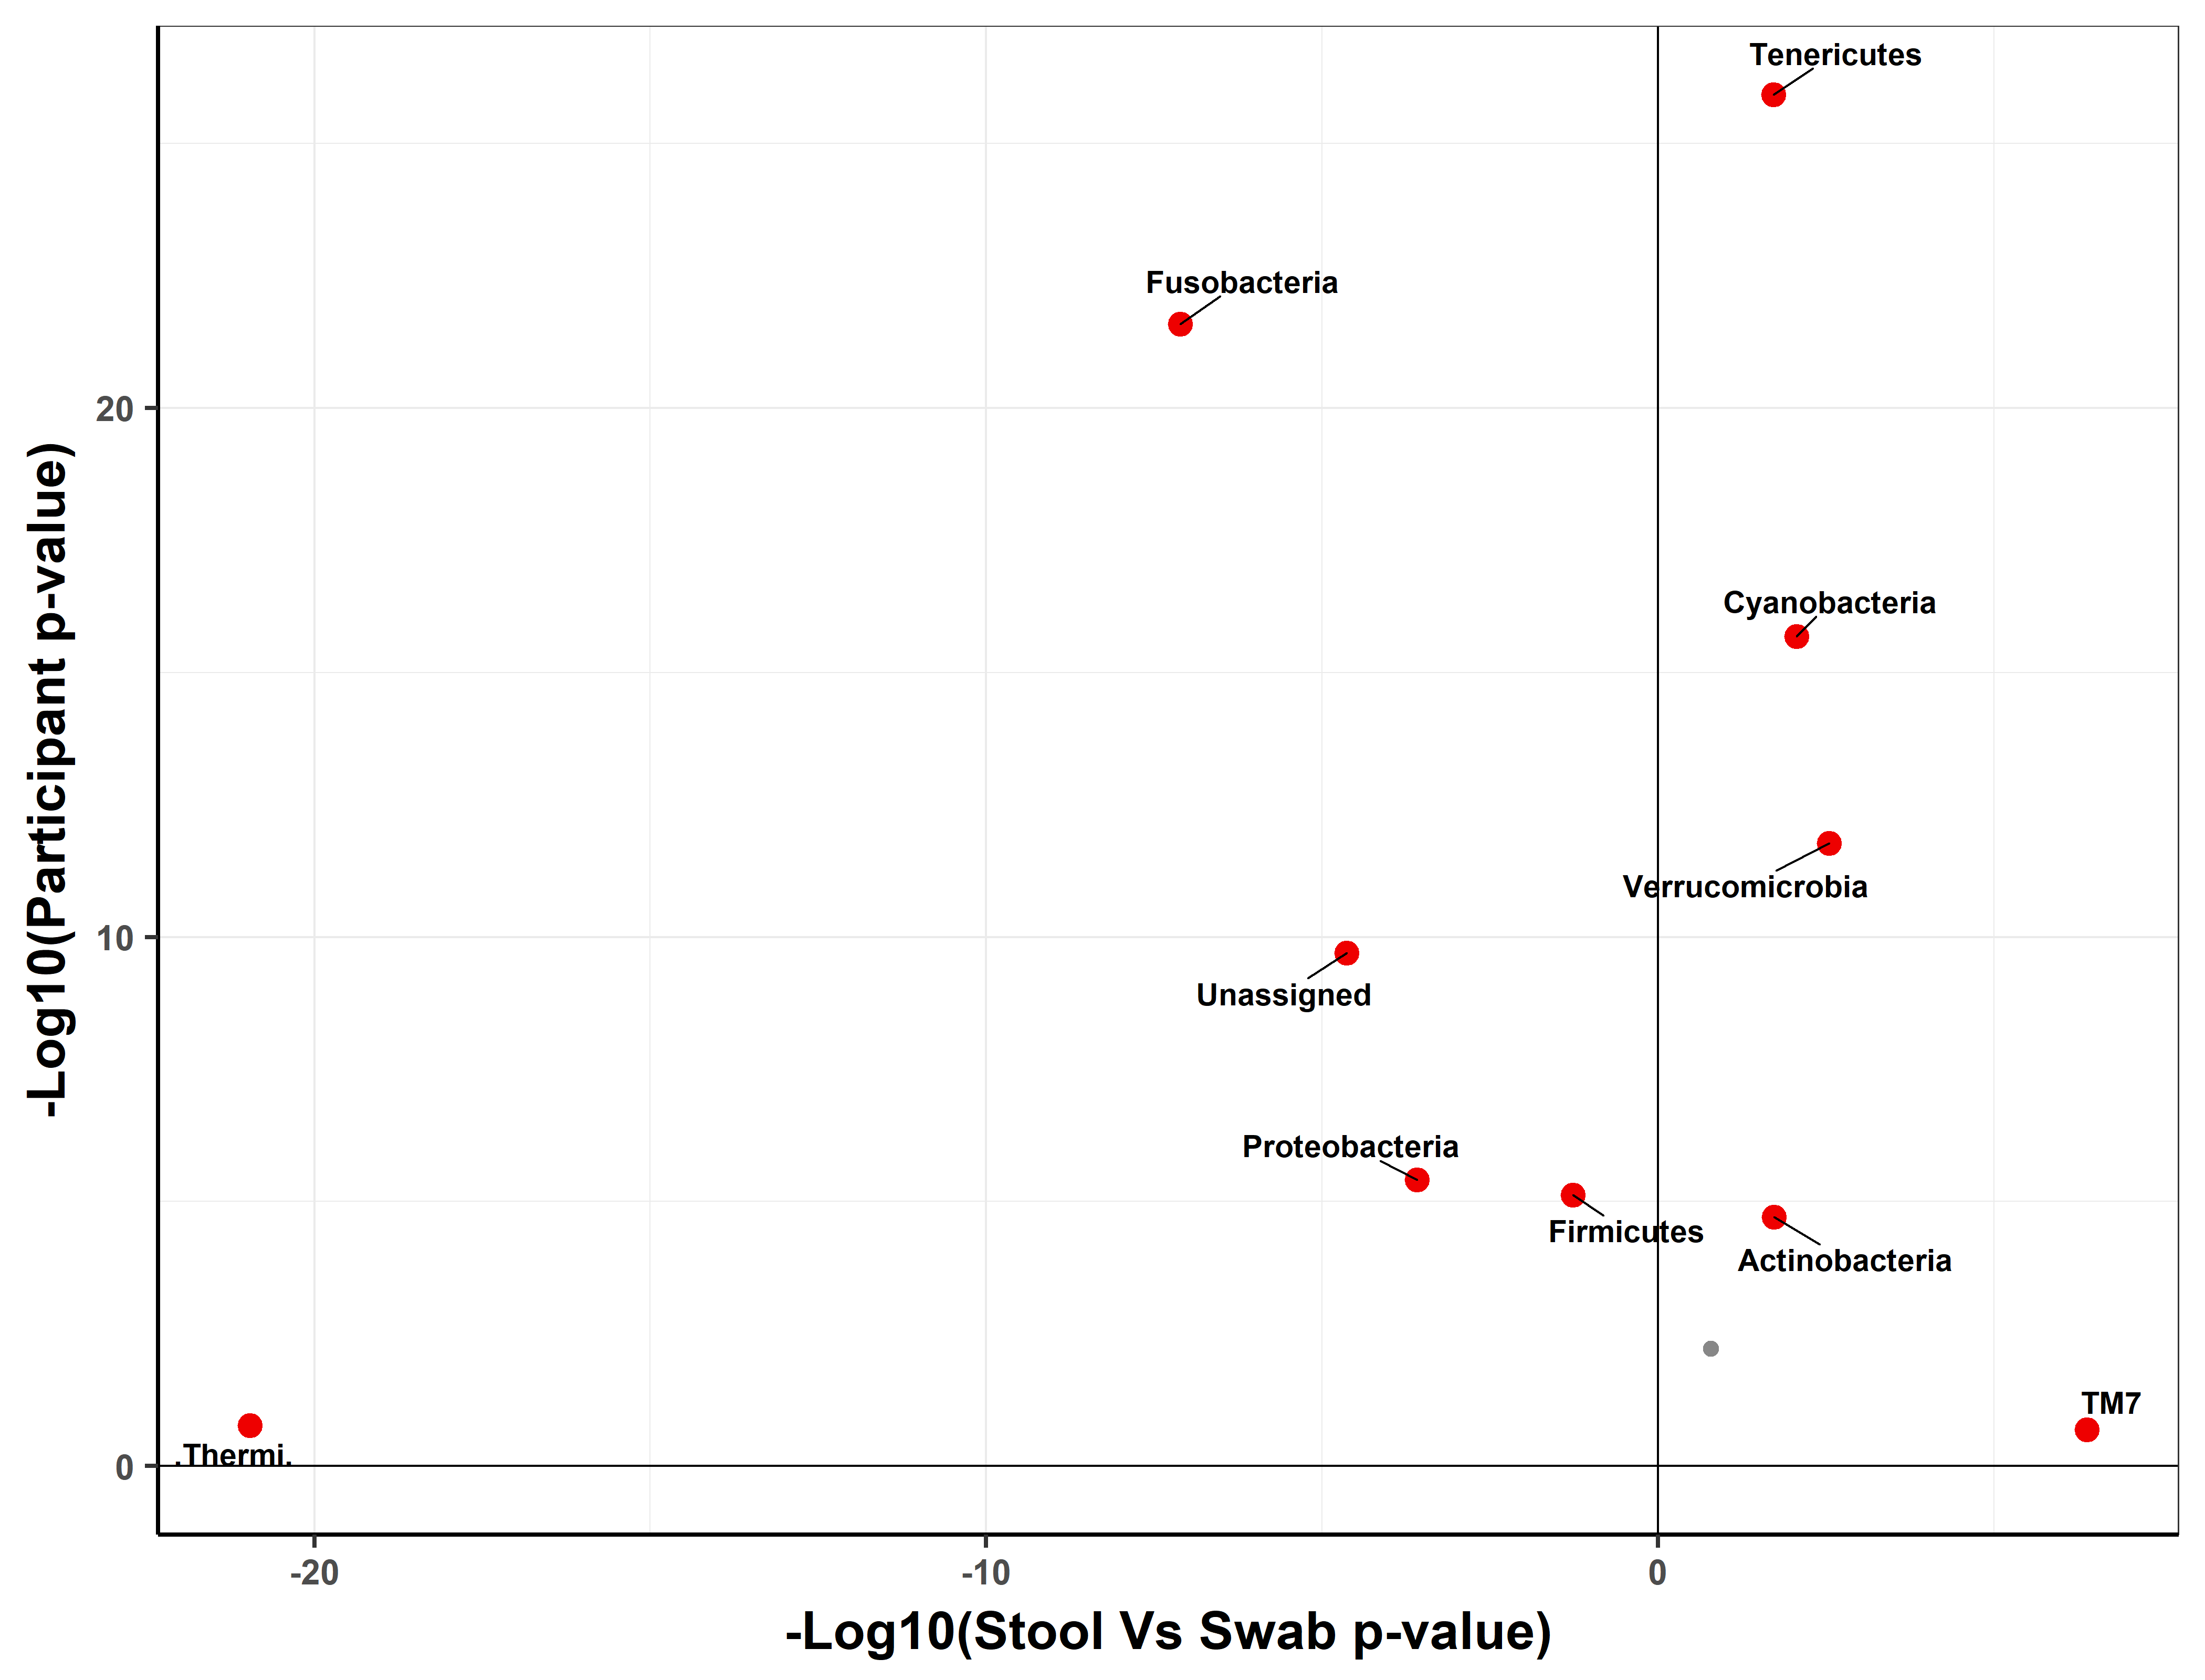 Tenericutes
Fusobacteria
20
Cyanobacteria
Verrucomicrobia
10
Unassigned
Proteobacteria
Firmicutes
Actinobacteria
TM7
.Thermi.
0
-20
-10
0
-Log10(Stool Vs Swab p-value)
-Log10(Participant p-value)